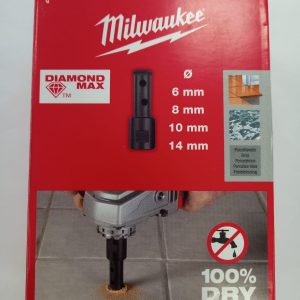 Milwaukee
DIAMOND
MAX
TM
ø
6 mm
8 mm
10 mm
14 mm
100%
DRY